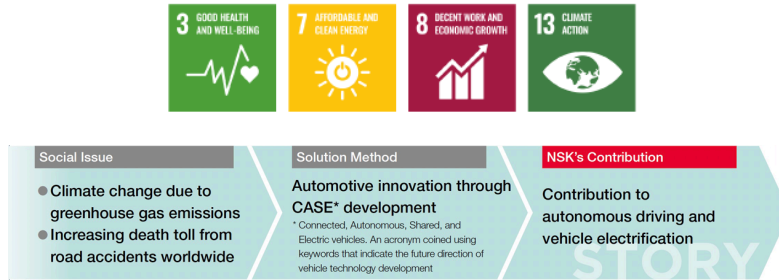 3 GOOD HEALTH
AND WELL-BEING
7 AFFORDABLE AND
CLEAN ENERGY
8 DECENT WORK AND
ECONOMIC GROWTH
13 CLIMATE
ACTION
Social Issue
● Climate change due to
greenhouse gas emissions
● Increasing death toll from
road accidents worldwide
Solution Method
Automotive innovation through
CASE* development
* Connected, Autonomous, Shared, and
Electric vehicles. An acronym coined using
keywords that indicate the future direction of
vehicle technology development
NSK's Contribution
Contribution to
autonomous driving and
vehicle electrification
STORY